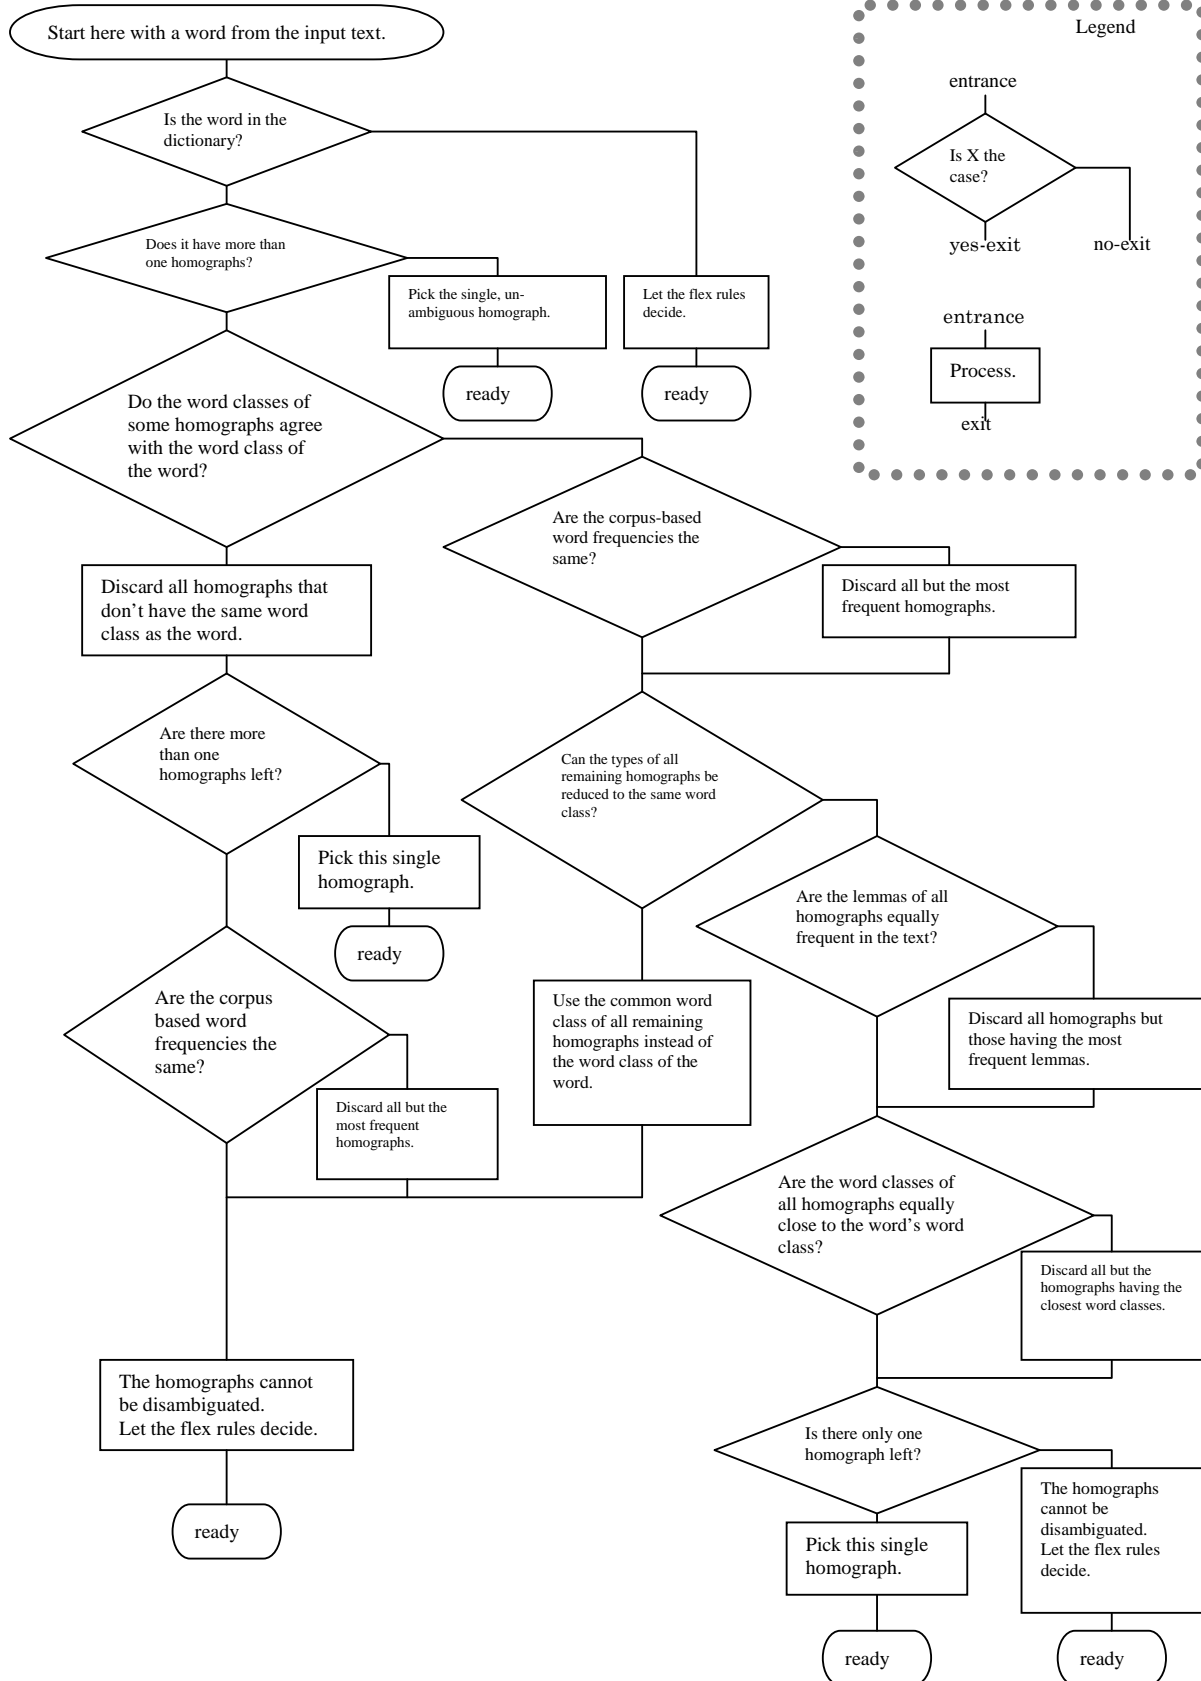 Start here with a word from the input text.
Legend
entrance
Is X the
case?
yes-exit
no-exit
entrance
Process.
exit
Is the word in the
dictionary?
Does it have more than
one homographs?
Pick the single, un-
ambiguous homograph.
ready
Let the flex rules
decide.
ready
Do the word classes of
some homographs agree
with the word class of
the word?
Are the corpus-based
word frequencies the
same?
Discard all but the most
frequent homographs.
Discard all homographs that
don’t have the same word
class as the word.
Are there more
than one
homographs left?
Pick this single
homograph.
ready
Can the types of all
remaining homographs be
reduced to the same word
class?
Are the lemmas of all
homographs equally
frequent in the text?
Discard all homographs but
those having the most
frequent lemmas.
Are the corpus
based word
frequencies the
same?
Discard all but the
most frequent
homographs.
Use the common word
class of all remaining
homographs instead of
the word class of the
word.
Are the word classes of
all homographs equally
close to the word’s word
class?
Discard all but the
homographs having the
closest word classes.
The homographs cannot
be disambiguated.
Let the flex rules decide.
ready
Is there only one
homograph left?
Pick this single
homograph.
ready
The homographs
cannot be
disambiguated.
Let the flex rules
decide.
ready